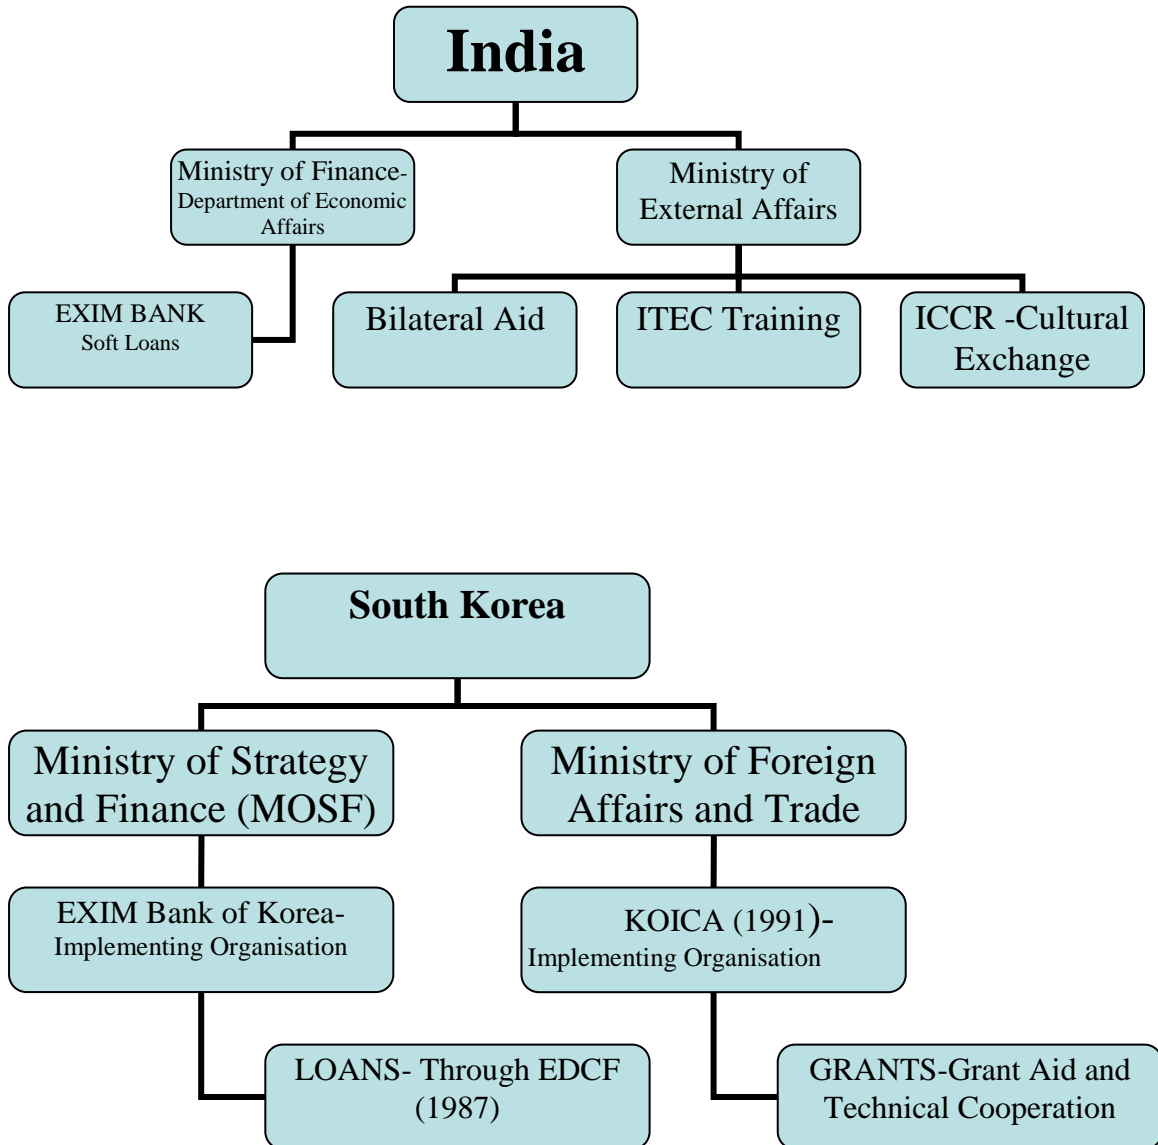 India
Ministry of Finance-
Department of Economic
Affairs
Ministry of
External Affairs
EXIM BANK
Soft Loans
Bilateral Aid
ITEC Training
ICCR -Cultural
Exchange
South Korea
Ministry of Strategy
and Finance (MOSF)
Ministry of Foreign
Affairs and Trade
EXIM Bank of Korea-
Implementing Organisation
KOICA (1991)-
Implementing Organisation
LOANS- Through EDCF
(1987)
GRANTS-Grant Aid and
Technical Cooperation